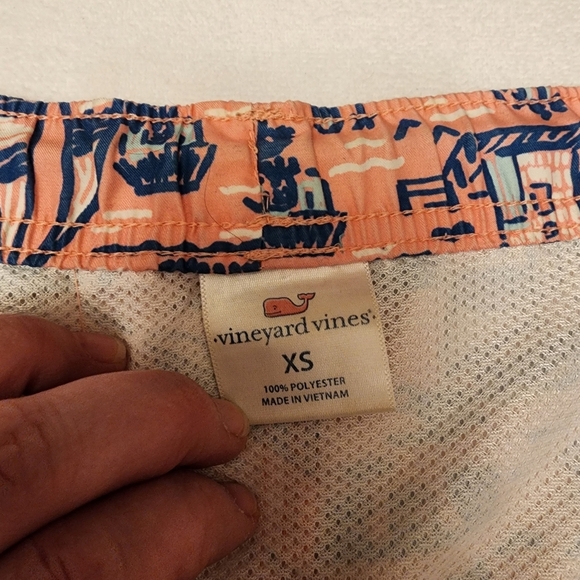 vineyard vines
XS
100% POLYESTER
MADE IN VIETNAM